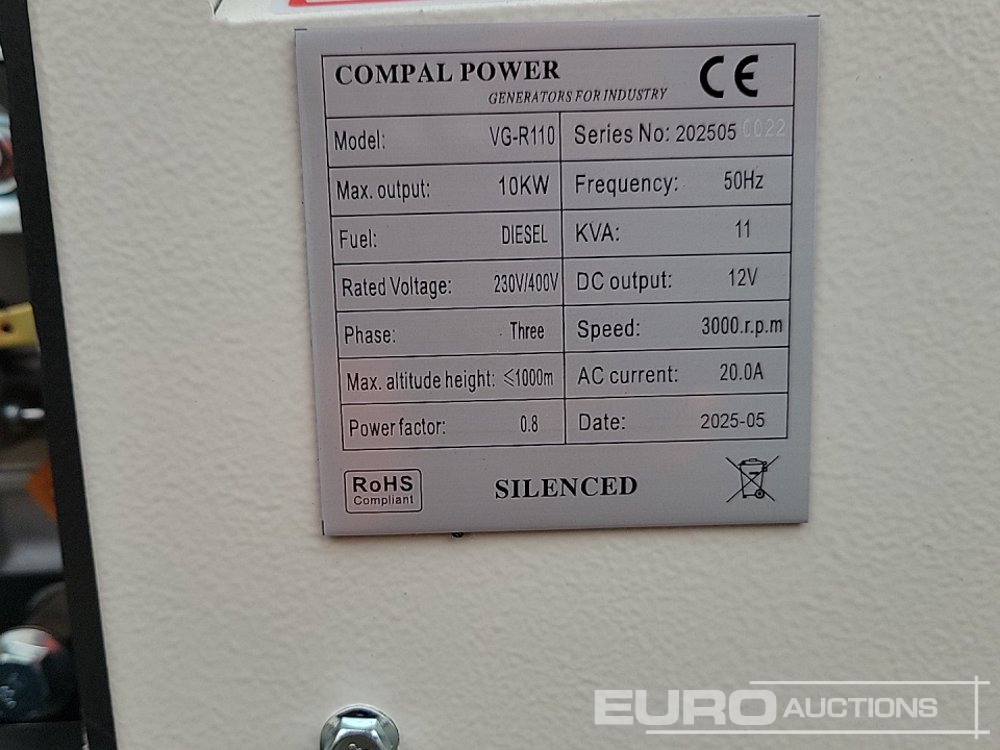 COMPAL POWER
GENERATORS FOR INDUSTRY
CE
Model: VG-R110 Series No: 202505 0022
Max. output: 10KW Frequency: 50Hz
Fuel: DIESEL KVA: 11
Rated Voltage: 230V/400V DC output: 12V
Phase: Three Speed: 3000.r.p.m
Max. altitude height: ≤1000m AC current: 20.0A
Power factor: 0.8 Date: 2025-05
RoHS
Compliant
SILENCED
EURO AUCTIONS